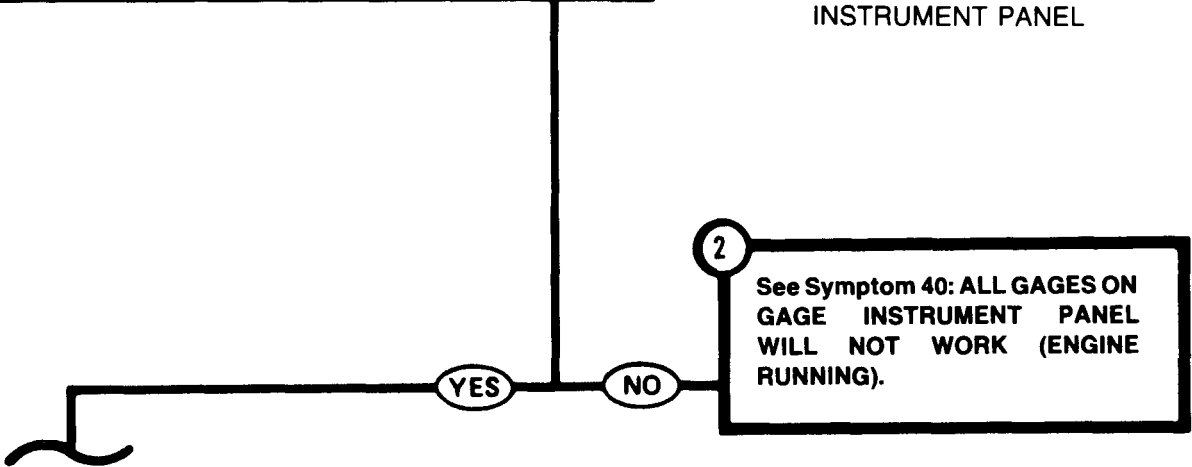 INSTRUMENT PANEL
2
See Symptom 40: ALL GAGES ON
GAGE INSTRUMENT PANEL
WILL NOT WORK (ENGINE
RUNNING).
YES
NO